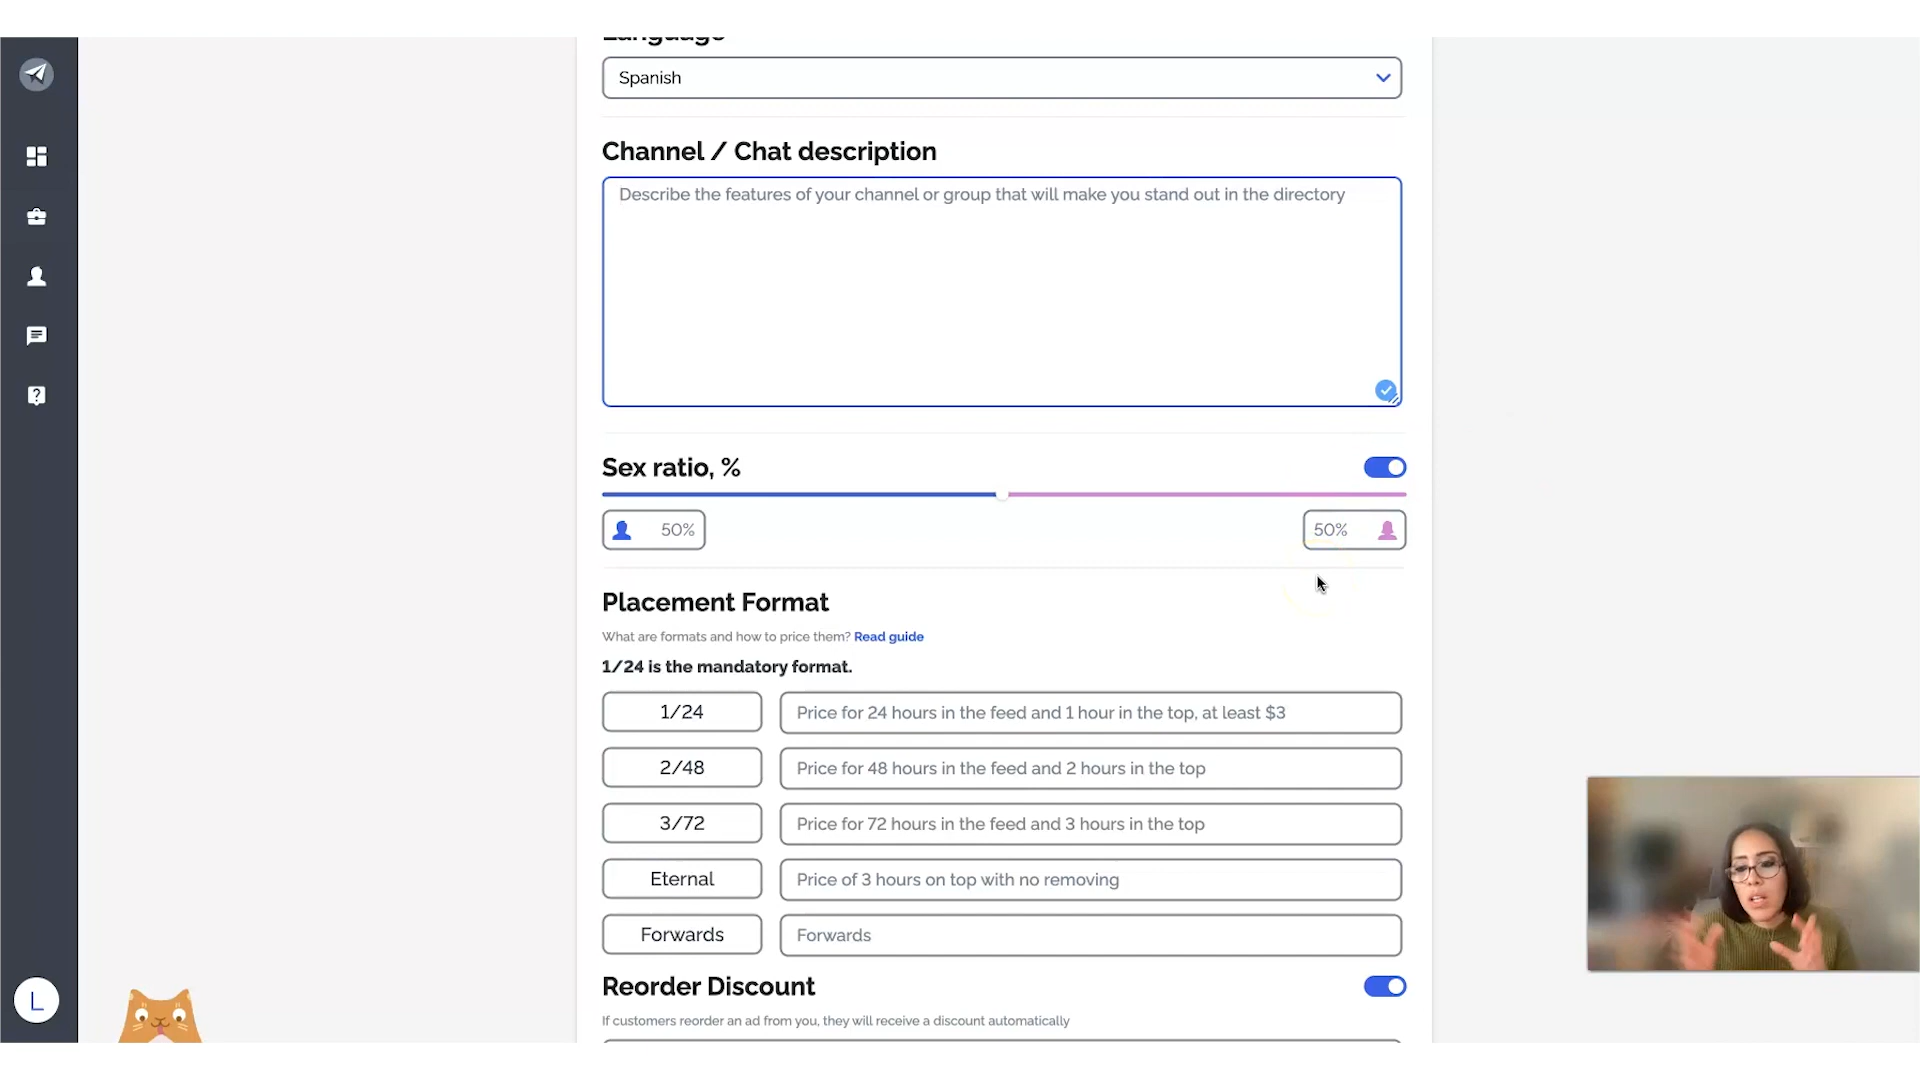 Language
Spanish
Channel / Chat description
Describe the features of your channel or group that will make you stand out in the directory
Sex ratio, %
50%
50%
Placement Format
What are formats and how to price them? Read guide
1/24 is the mandatory format.
1/24
Price for 24 hours in the feed and 1 hour in the top, at least $3
2/48
Price for 48 hours in the feed and 2 hours in the top
3/72
Price for 72 hours in the feed and 3 hours in the top
Eternal
Price of 3 hours on top with no removing
Forwards
Forwards
Reorder Discount
If customers reorder an ad from you, they will receive a discount automatically
L